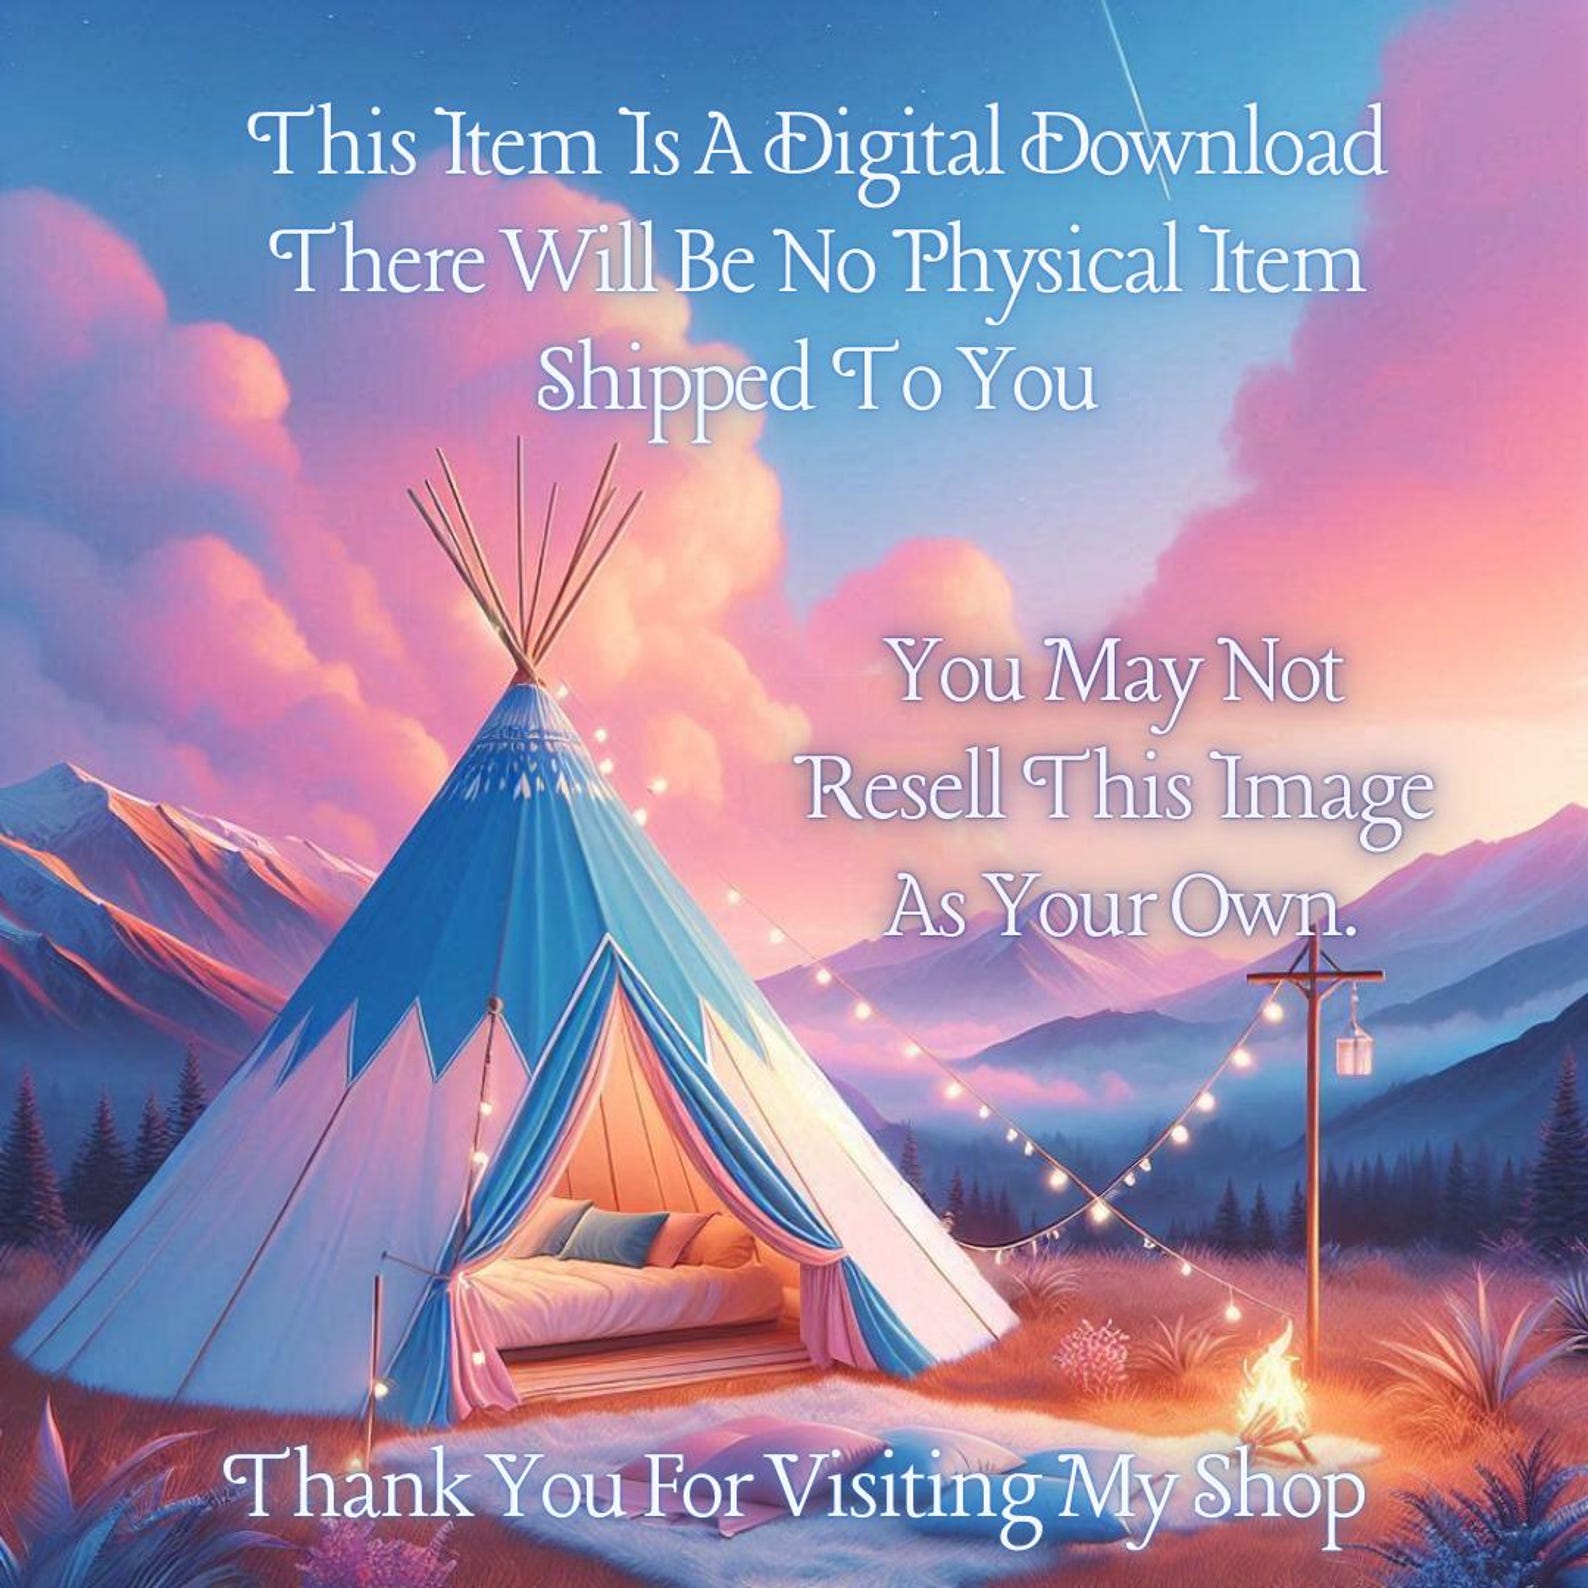 This Item Is A Digital Download
There Will Be No Physical Item
Shipped To You
You May Not
Resell This Image
As Your Own.
Thank You For Visiting My Shop